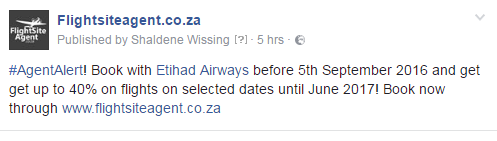 FlightSite
Agent
Flightsiteagent.co.za
Published by Shaldene Wissing [?] · 5 hrs ·
#AgentAlert! Book with Etihad Airways before 5th September 2016 and get
get up to 40% on flights on selected dates until June 2017! Book now
through www.flightsiteagent.co.za